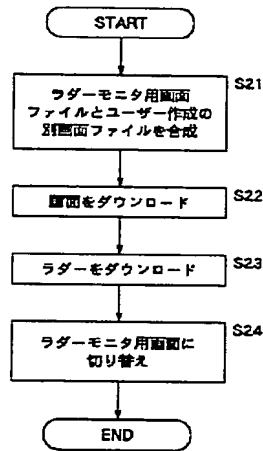 START
S21
ラダーモニタ用画面
ファイルとユーザー作成の
別画面ファイルを合成
S22
画面をダウンロード
S23
ラダーをダウンロード
S24
ラダーモニタ用画面に
切り替え
END